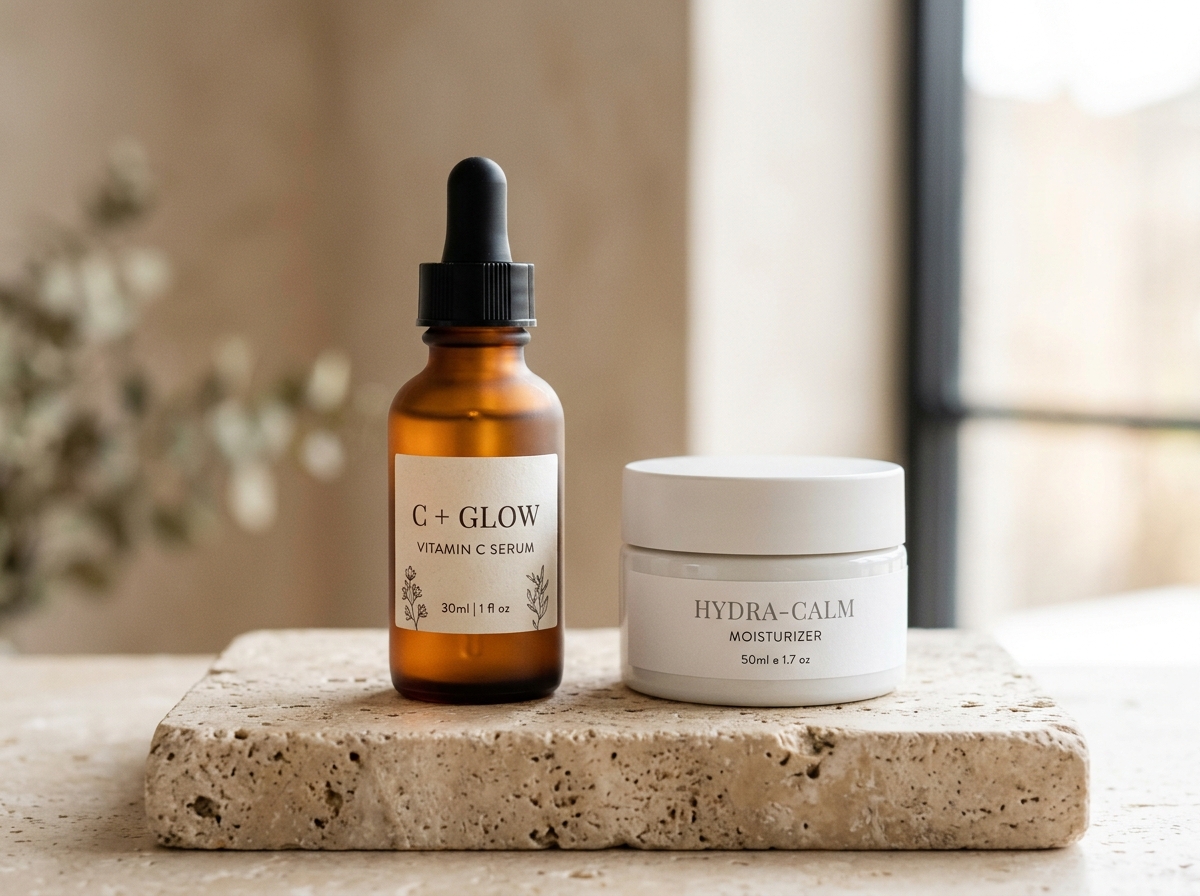 C + GLOW
VITAMIN C SERUM
30ml | 1 fl oz
HYDRA-CALM
MOISTURIZER
50ml e 1.7 oz